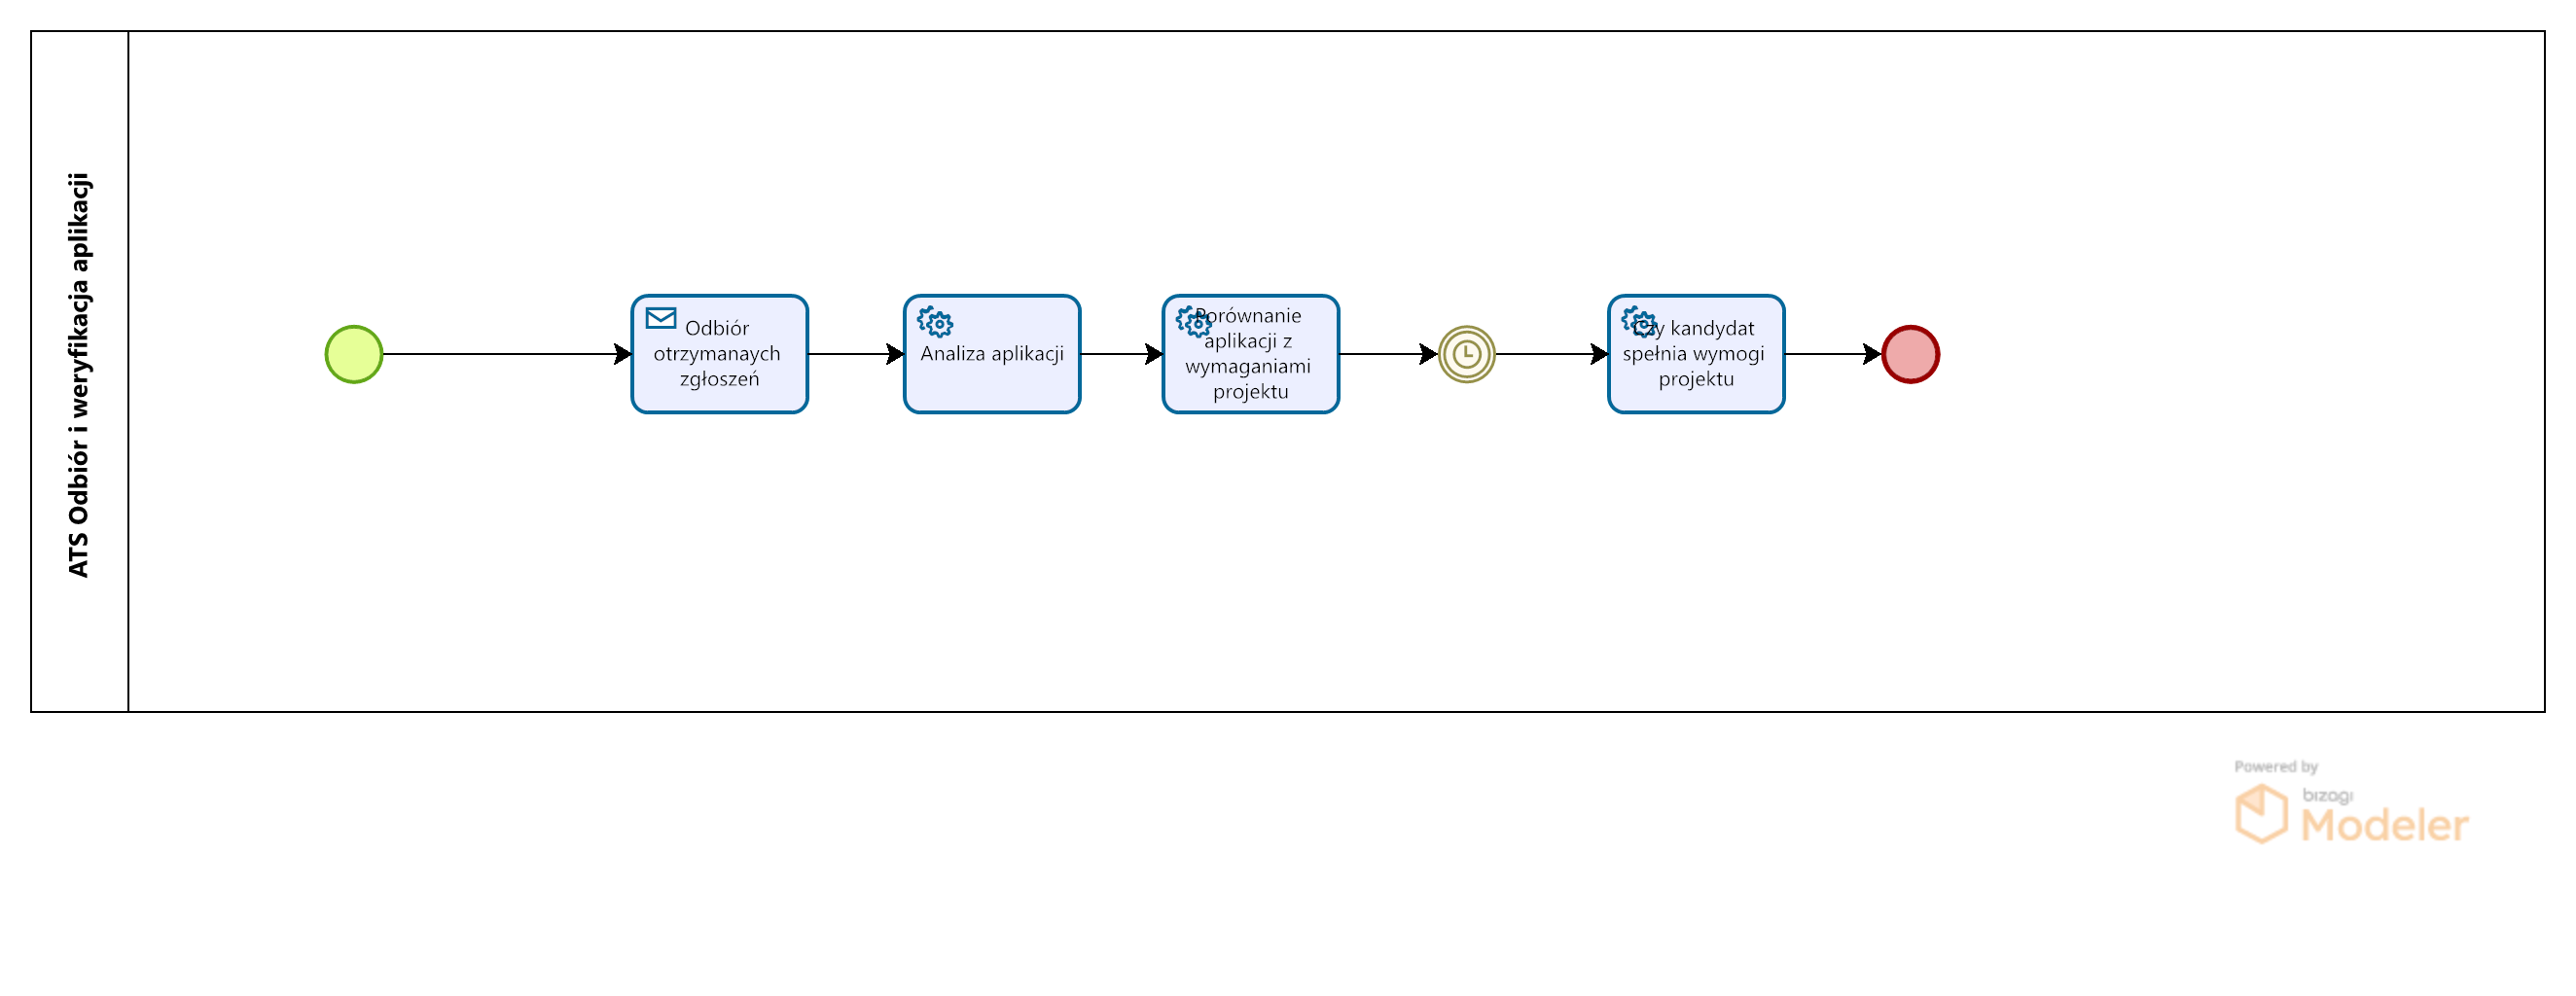 ATS Odbiór i weryfikacja aplikacji
Odbiór
otrzymanaych
zgłoszeń
Analiza aplikacji
Porównanie
aplikacji z
wymaganiami
projektu
Czy kandydat
spełnia wymogi
projektu
Powered by
bizagi
Modeler